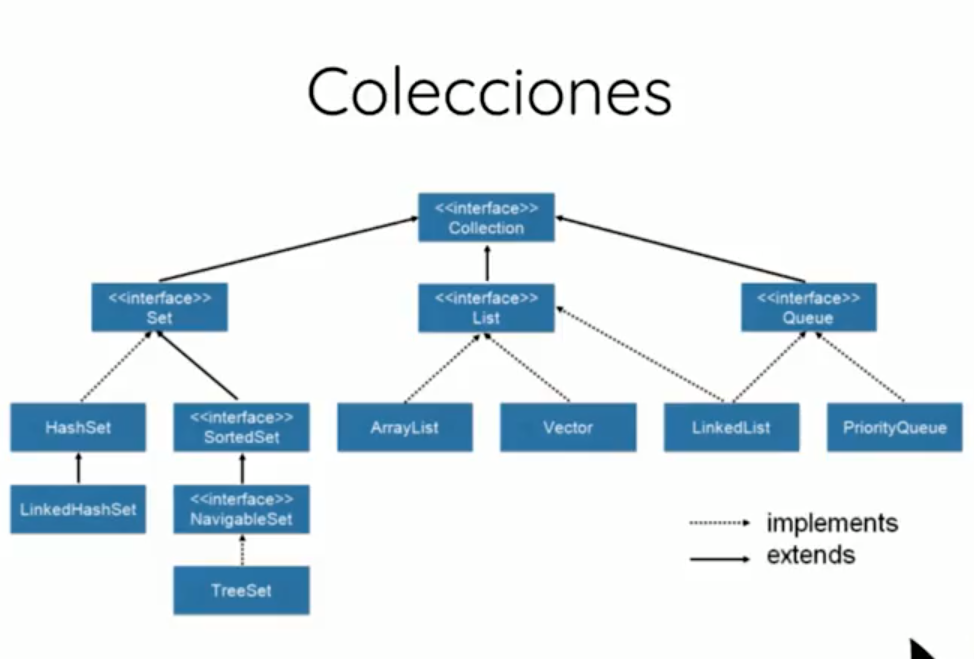 Colecciones
<<interface>>
Collection
<<interface>>
Set
<<interface>>
List
<<interface>>
Queue
HashSet
<<interface>>
SortedSet
ArrayList
Vector
LinkedList
PriorityQueue
LinkedHashSet
<<interface>>
NavigableSet
TreeSet
implements
extends